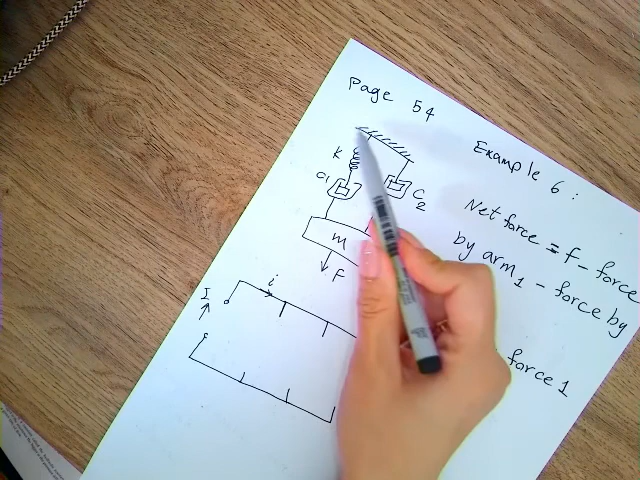 Page 54
Example 6 :
K
C1
C2
m
F
Net force = f - force
by arm1 - force by
force 1
i
I